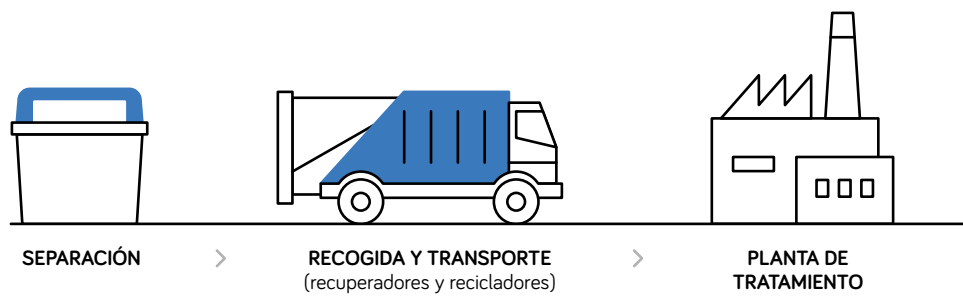 SEPARACIÓN
RECOGIDA Y TRANSPORTE
(recuperadores y recicladores)
PLANTA DE
TRATAMIENTO